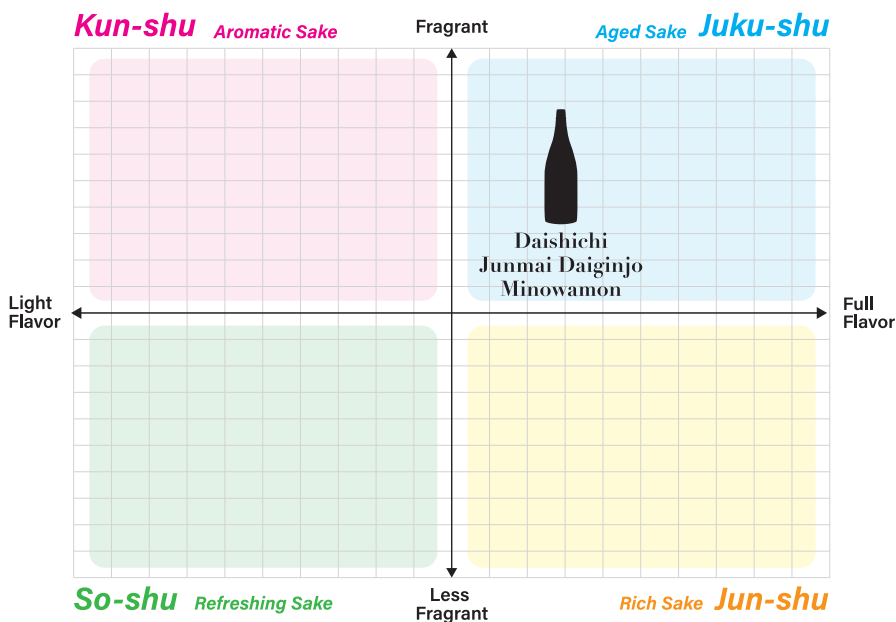 Kun-shu Aromatic Sake
Fragrant
Aged Sake Juku-shu
Daishichi
Junmai Daiginjo
Minowamon
Light
Flavor
Full
Flavor
So-shu Refreshing Sake
Less
Fragrant
Rich Sake Jun-shu